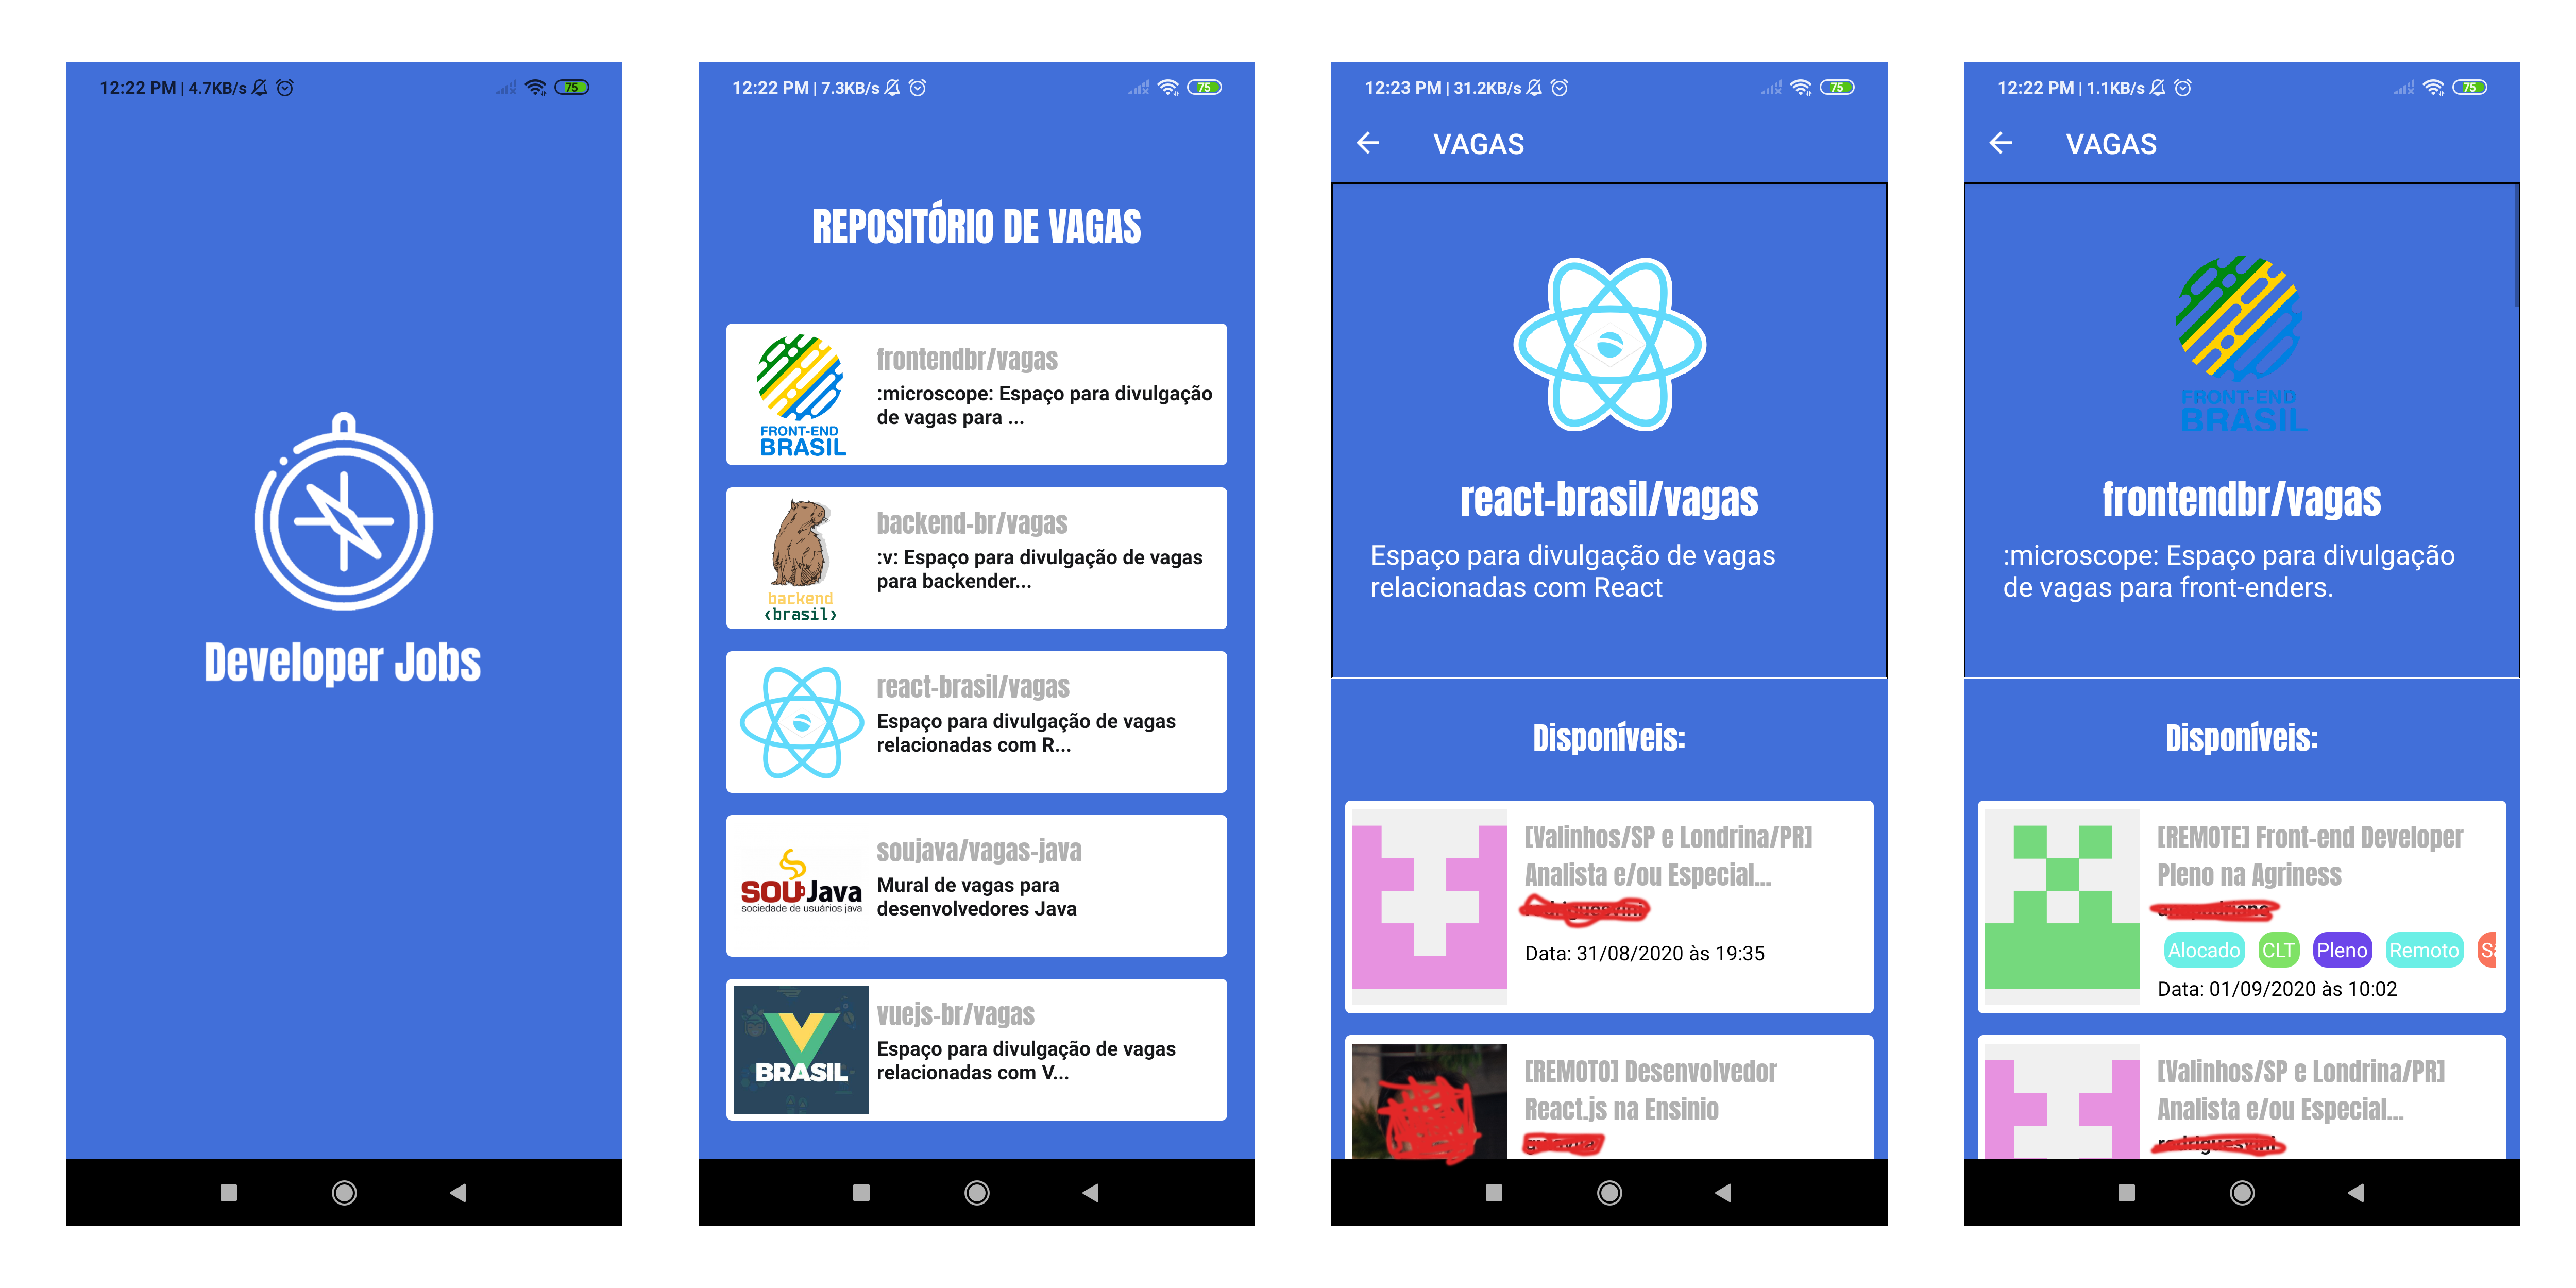 12:22 PM | 4.7KB/s
75
Developer Jobs
12:22 PM | 7.3KB/s
75
REPOSITÓRIO DE VAGAS
FRONT-END
BRASIL
frontendbr/vagas
:microscope: Espaço para divulgação
de vagas para ...
backend
<brasil>
backend-br/vagas
:v: Espaço para divulgação de vagas
para backender...
react-brasil/vagas
Espaço para divulgação de vagas
relacionadas com R...
SOUJava
sociedade de usuários java
soujava/vagas-java
Mural de vagas para
desenvolvedores Java
BRASIL
vuejs-br/vagas
Espaço para divulgação de vagas
relacionadas com V...
12:23 PM | 31.2KB/s
75
VAGAS
react-brasil/vagas
Espaço para divulgação de vagas
relacionadas com React
Disponíveis:
[Valinhos/SP e Londrina/PR]
Analista e/ou Especial...
Data: 31/08/2020 às 19:35
[REMOTO] Desenvolvedor
React.js na Ensinio
12:22 PM | 1.1KB/s
75
VAGAS
FRONT-END
BRASIL
frontendbr/vagas
:microscope: Espaço para divulgação
de vagas para front-enders.
Disponíveis:
[REMOTE] Front-end Developer
Pleno na Agriness
Alocado CLT Pleno Remoto
Data: 01/09/2020 às 10:02
[Valinhos/SP e Londrina/PR]
Analista e/ou Especial...